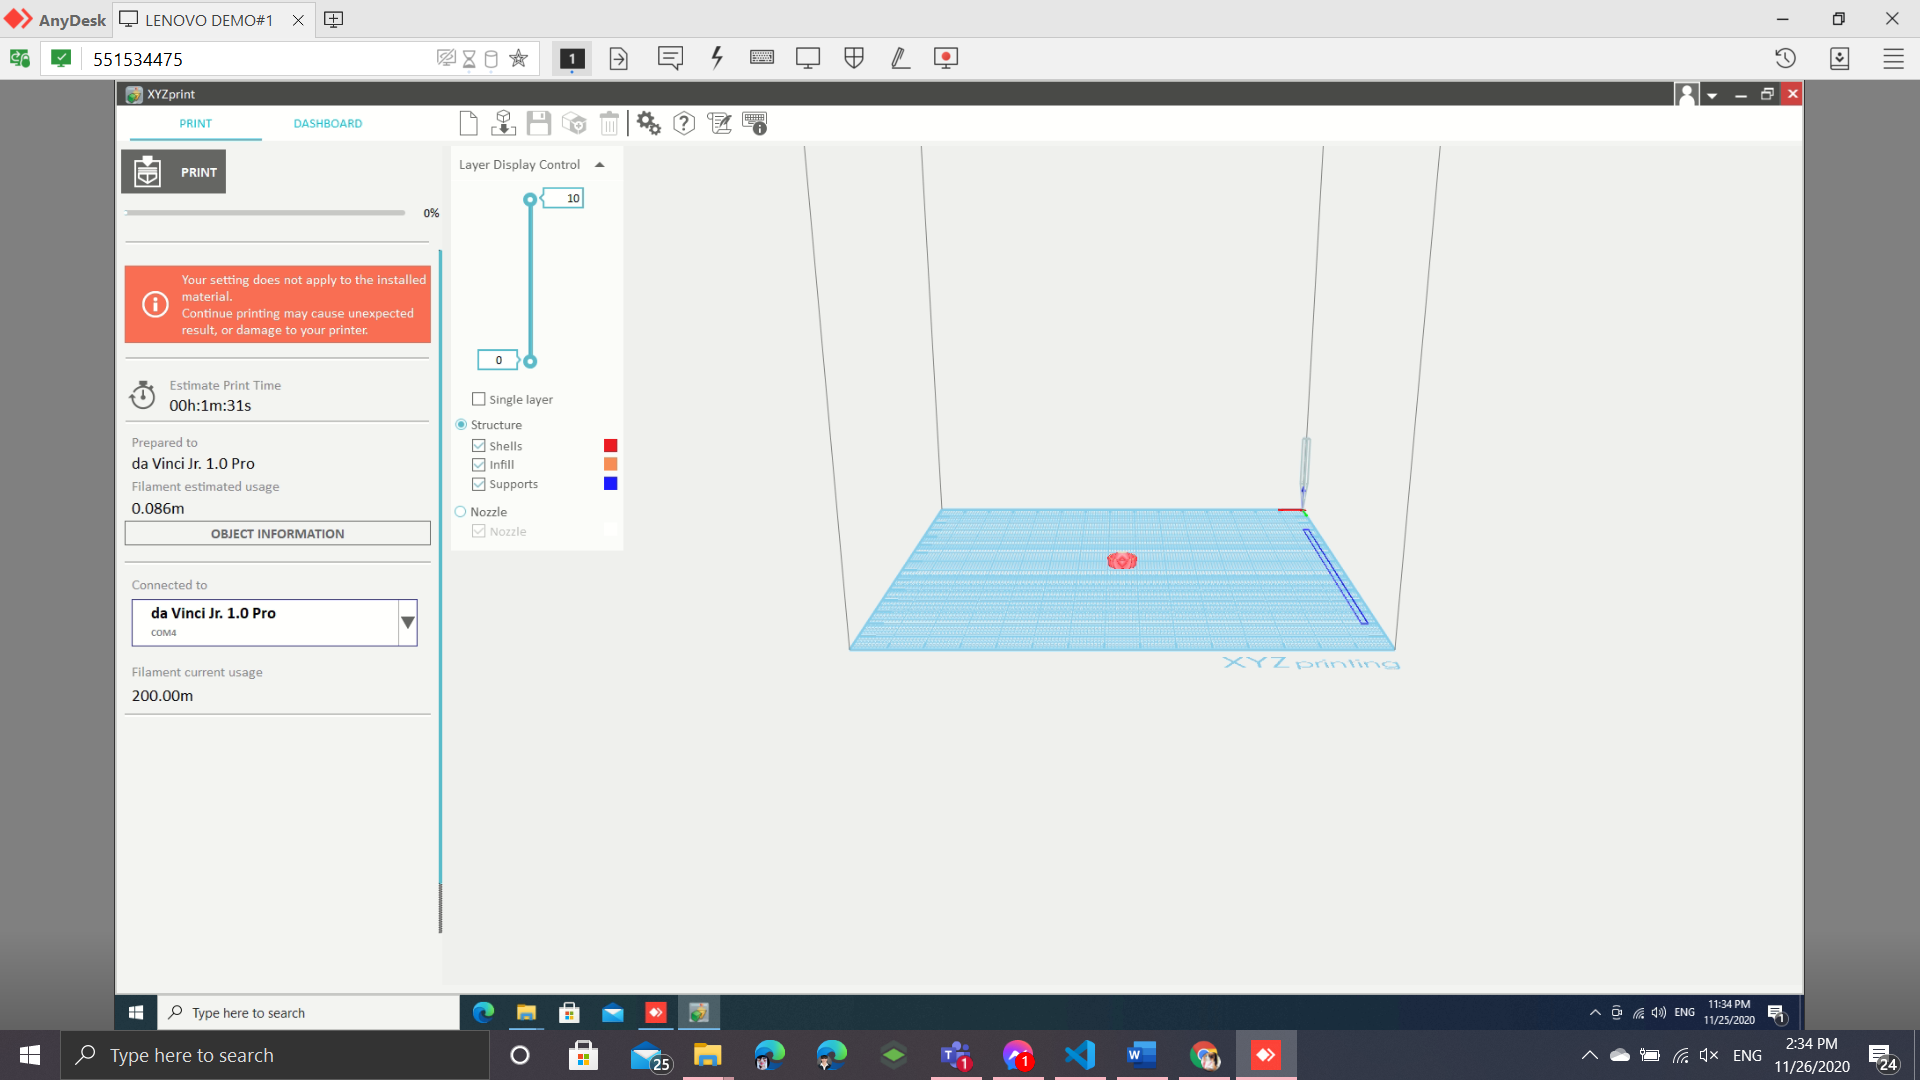 AnyDesk
LENOVO DEMO#1
551534475
1
XYZprint
PRINT
DASHBOARD
PRINT
0%
Your setting does not apply to the installed
material.
Continue printing may cause unexpected
result, or damage to your printer.
Estimate Print Time
00h:1m:31s
Prepared to
da Vinci Jr. 1.0 Pro
Filament estimated usage
0.086m
OBJECT INFORMATION
Connected to
da Vinci Jr. 1.0 Pro
COM4
Filament current usage
200.00m
Layer Display Control
10
0
Single layer
Structure
Shells
Infill
Supports
Nozzle
Nozzle
XYZ printing
Type here to search
ENG
11:34 PM
11/25/2020
1
Type here to search
25
1
1
ENG
2:34 PM
11/26/2020
24